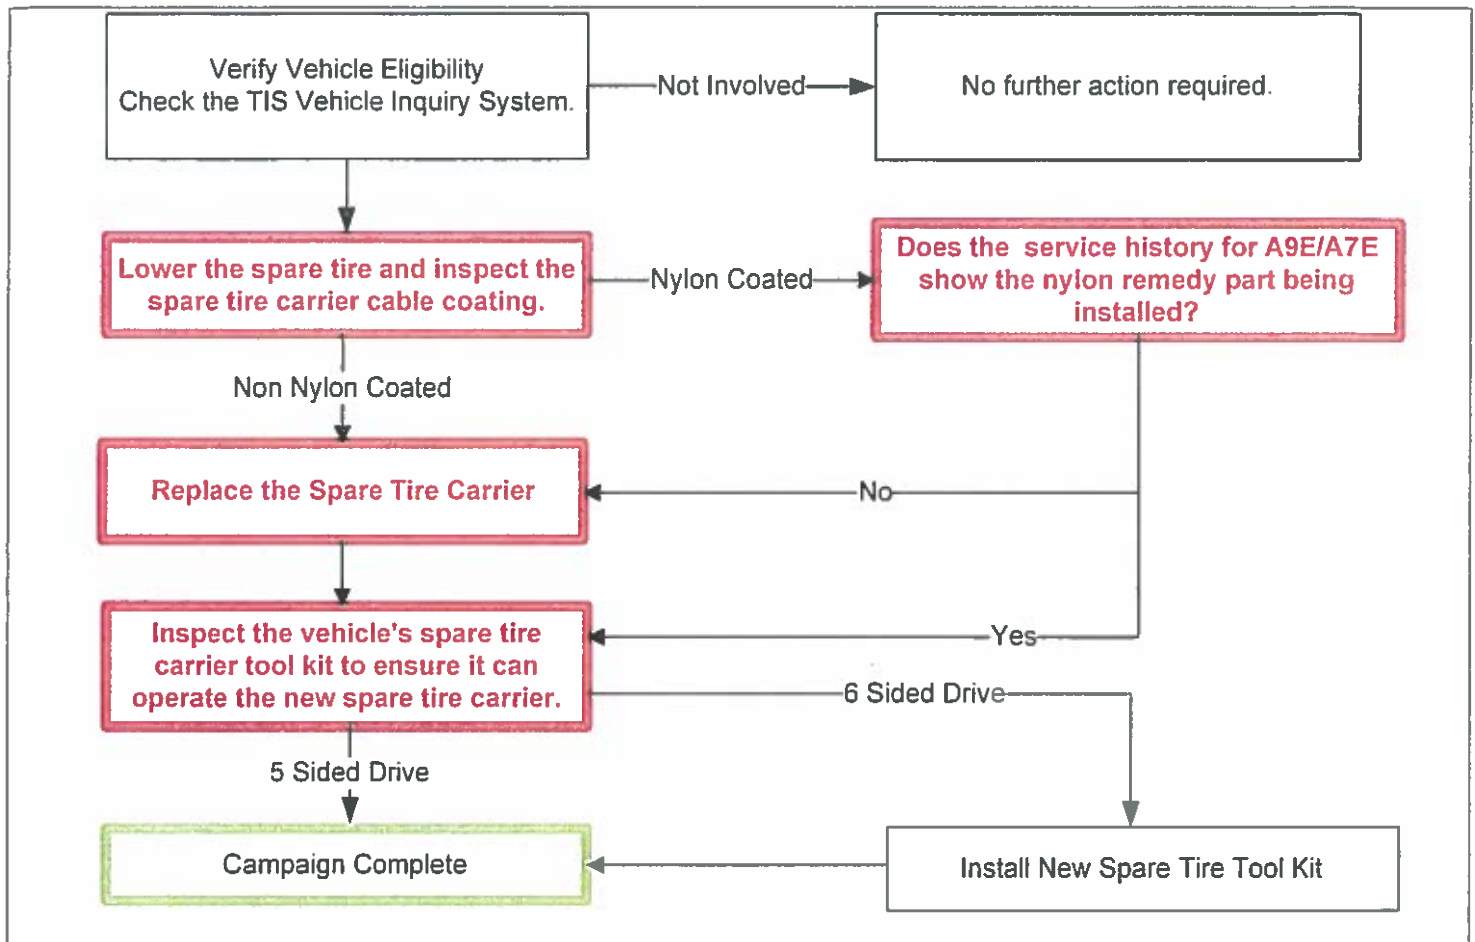 Verify Vehicle Eligibility
Check the TIS Vehicle Inquiry System.
Not Involved
No further action required.
Lower the spare tire and inspect the
spare tire carrier cable coating.
Nylon Coated
Does the service history for A9E/A7E
show the nylon remedy part being
installed?
Non Nylon Coated
Replace the Spare Tire Carrier
No
Inspect the vehicle's spare tire
carrier tool kit to ensure it can
operate the new spare tire carrier.
Yes
6 Sided Drive
5 Sided Drive
Campaign Complete
Install New Spare Tire Tool Kit